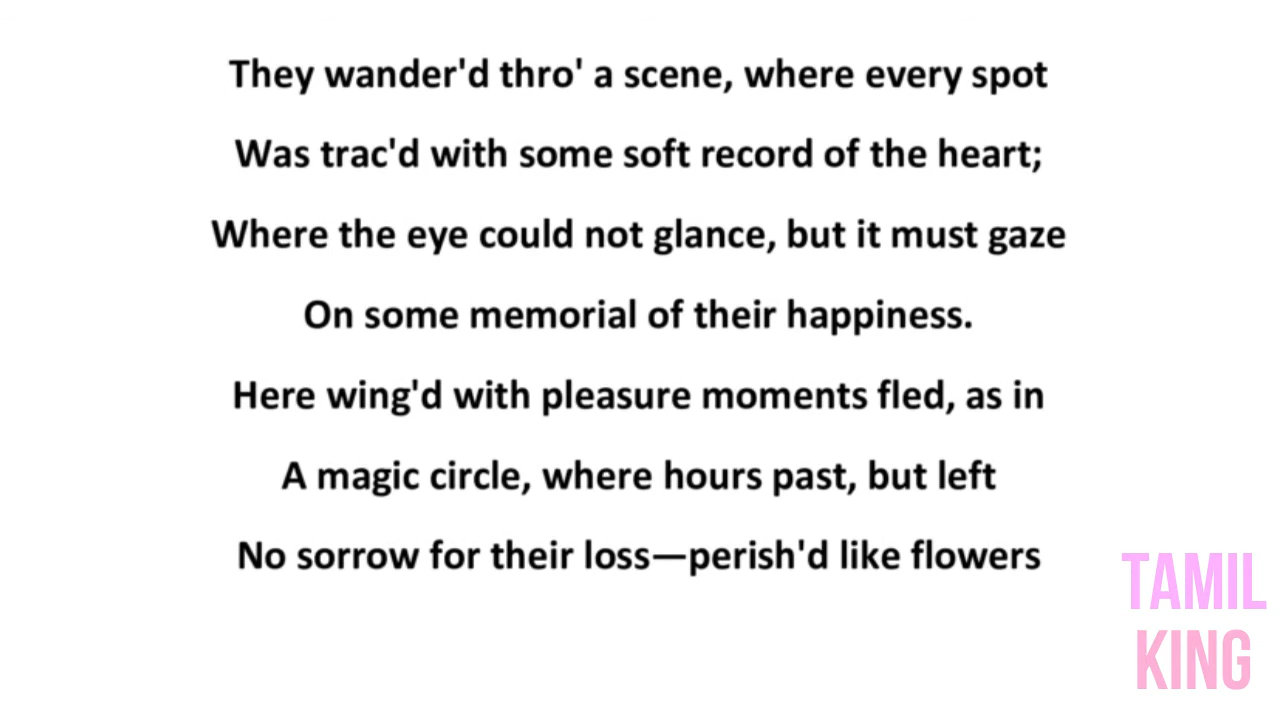 They wander'd thro' a scene, where every spot
Was trac'd with some soft record of the heart;
Where the eye could not glance, but it must gaze
On some memorial of their happiness.
Here wing'd with pleasure moments fled, as in
A magic circle, where hours past, but left
No sorrow for their loss—perish'd like flowers
TAMIL
KING